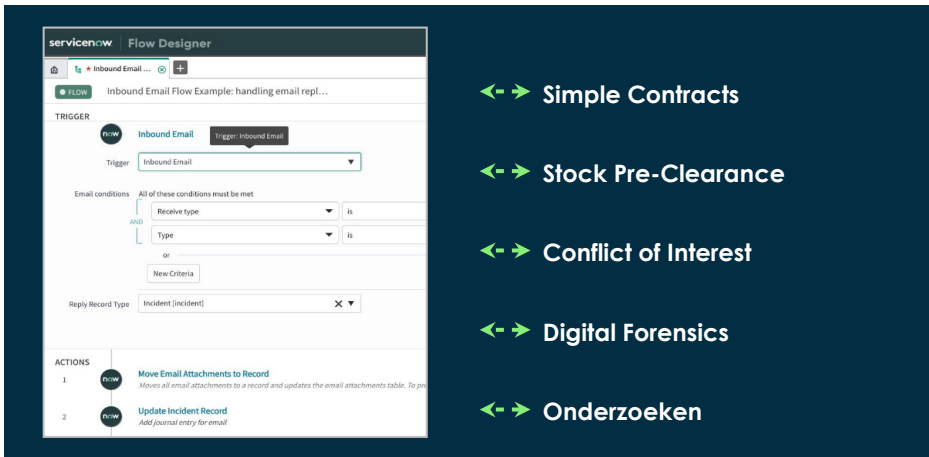 servicenow Flow Designer
Inbound Email ...
FLOW Inbound Email Flow Example: handling email repl...
TRIGGER
now Inbound Email Trigger: Inbound Email
Trigger Inbound Email
Email conditions All of these conditions must be met
Receive type is
AND
Type is
or
New Criteria
Reply Record Type Incident [incident]
ACTIONS
1 now Move Email Attachments to Record
Moves all email attachments to a record and updates the email attachments table. To pre
2 now Update Incident Record
Add journal entry for email
Simple Contracts
Stock Pre-Clearance
Conflict of Interest
Digital Forensics
Onderzoeken